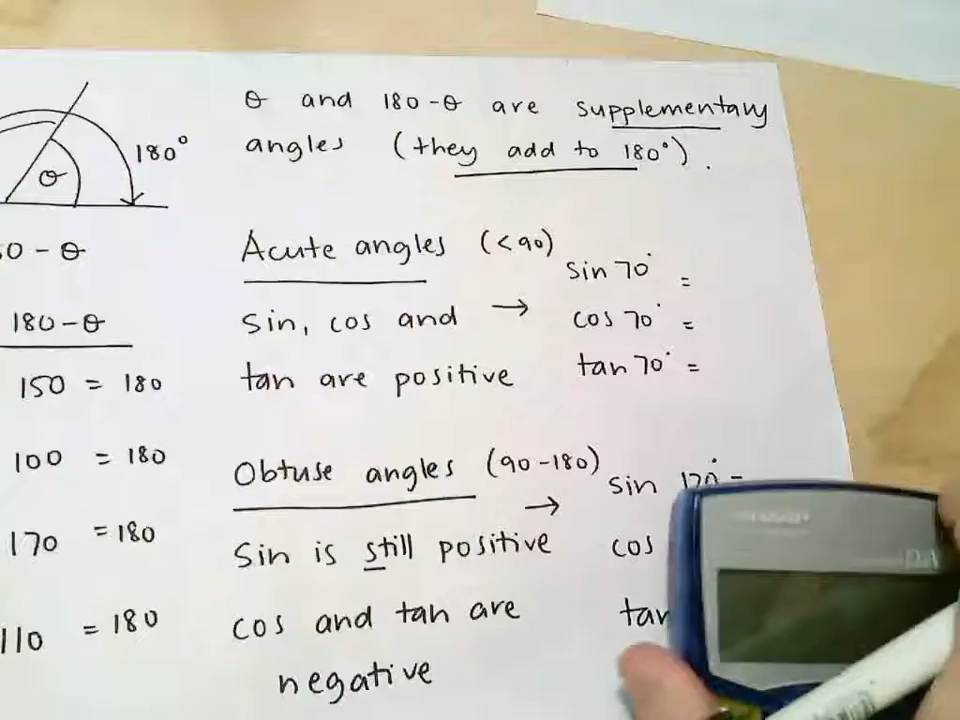 θ and 180-θ are supplementary
angles (they add to 180°).
180°
θ
0 - θ
180-θ
150 = 180
100 = 180
170 = 180
110 = 180
Acute angles (<90)
sin, cos and →
tan are positive
sin 70° =
cos 70° =
tan 70° =
Obtuse angles (90-180)
→
Sin is still positive
cos and tan are
negative
sin 120° =
cos
tan